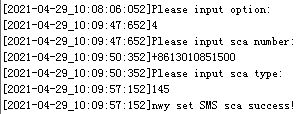 [2021-04-29_10:08:06:052]Please input option:
[2021-04-29_10:09:47:652]4
[2021-04-29_10:09:47:652]Please input sca number:
[2021-04-29_10:09:50:352]+8613010851500
[2021-04-29_10:09:50:352]Please input sca type:
[2021-04-29_10:09:57:152]145
[2021-04-29_10:09:57:152]nwy set SMS sca success!